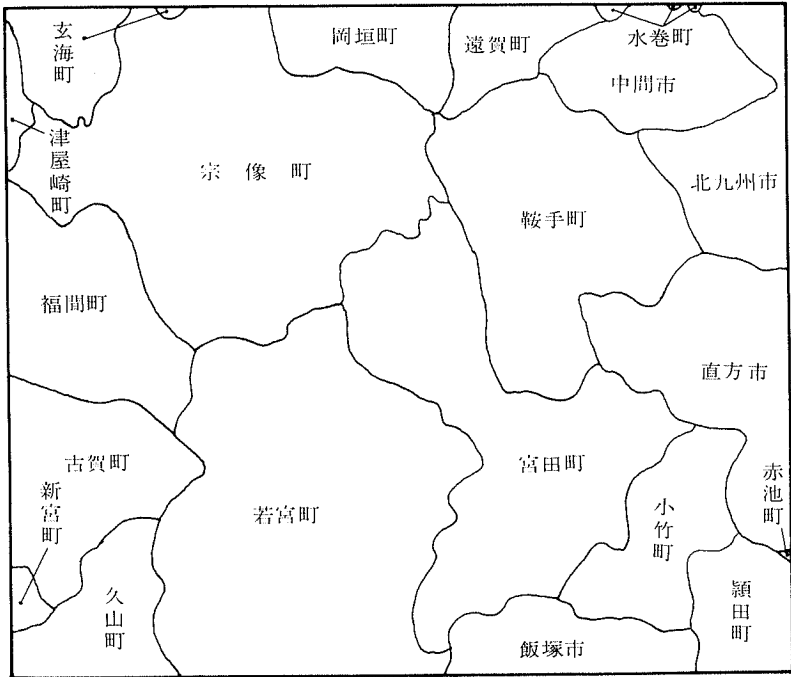 玄海町
岡垣町
遠賀町
水巻町
中間市
津屋崎町
宗像町
北九州市
鞍手町
福間町
直方市
古賀町
宮田町
赤池町
新宮町
若宮町
小竹町
久山町
頴田町
飯塚市